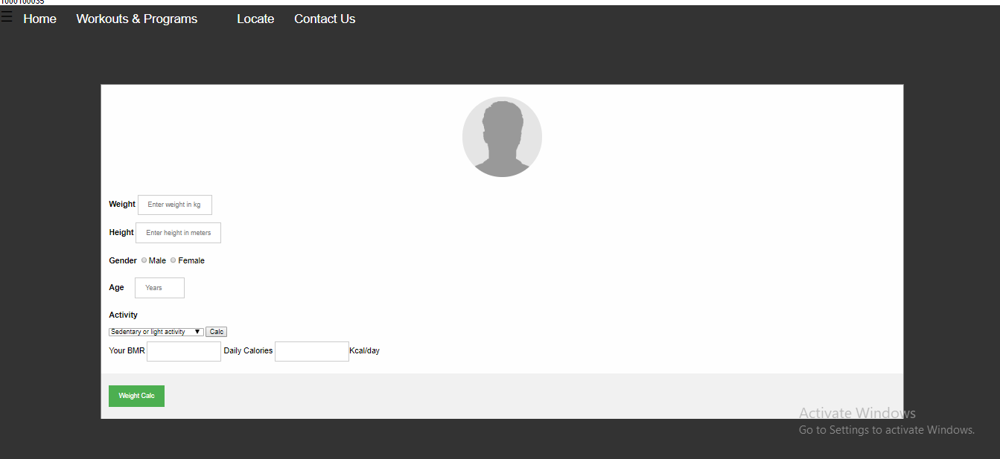 1000100035
☰ Home Workouts & Programs Locate Contact Us
Weight Enter weight in kg
Height Enter height in meters
Gender Male Female
Age Years
Activity
Sedentary or light activity ▼ Calc
Your BMR Daily Calories Kcal/day
Weight Calc
Activate Windows
Go to Settings to activate Windows.